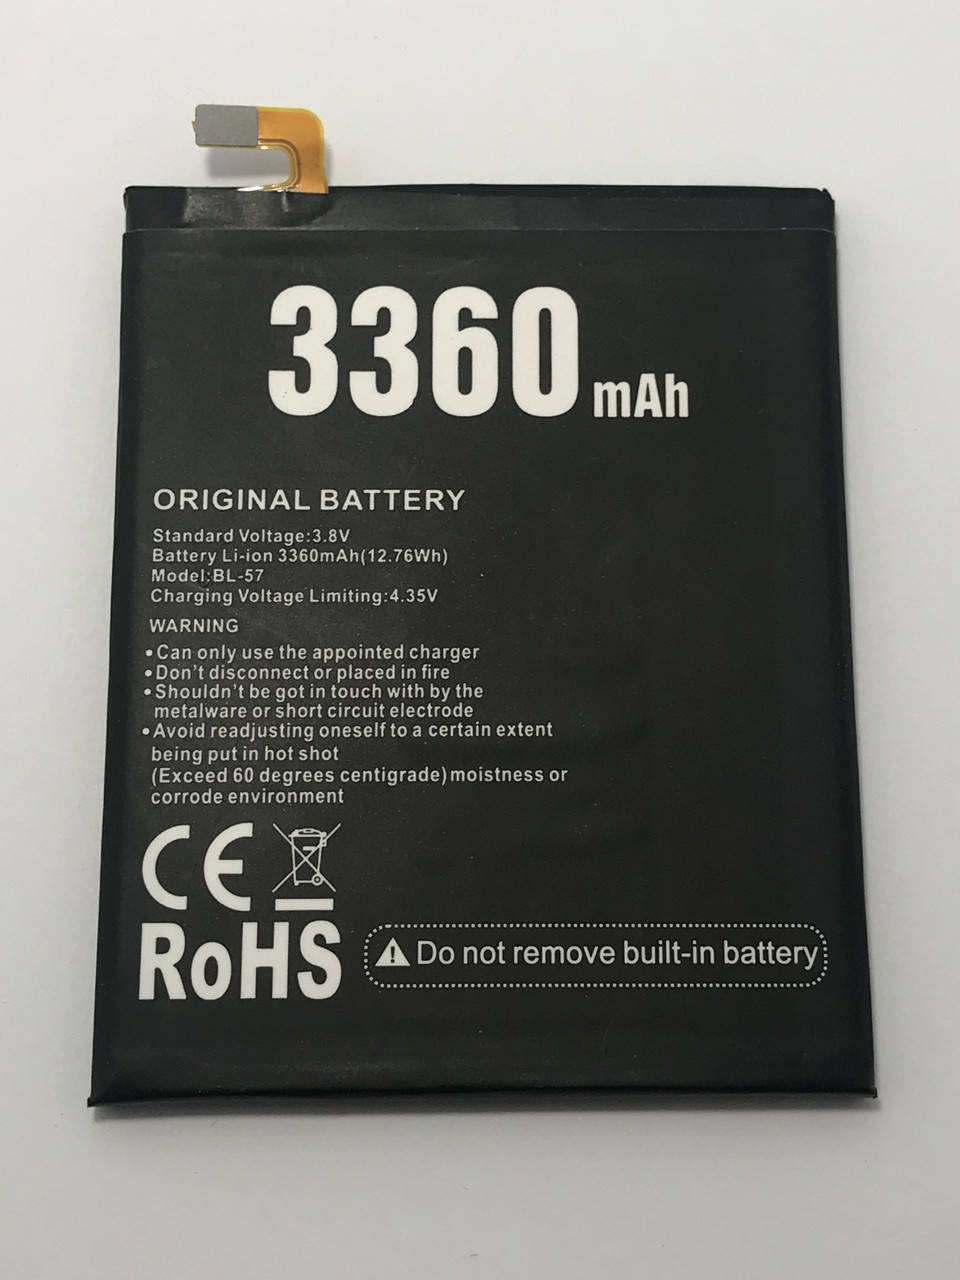 3360 mAh
ORIGINAL BATTERY
Standard Voltage:3.8V
Battery Li-ion 3360mAh(12.76Wh)
Model:BL-57
Charging Voltage Limiting:4.35V
WARNING
•Can only use the appointed charger
•Don't disconnect or placed in fire
•Shouldn't be got in touch with by the
metalware or short circuit electrode
•Avoid readjusting oneself to a certain extent
being put in hot shot
(Exceed 60 degrees centigrade) moistness or
corrode environment
CE
RoHS
Do not remove built-in battery